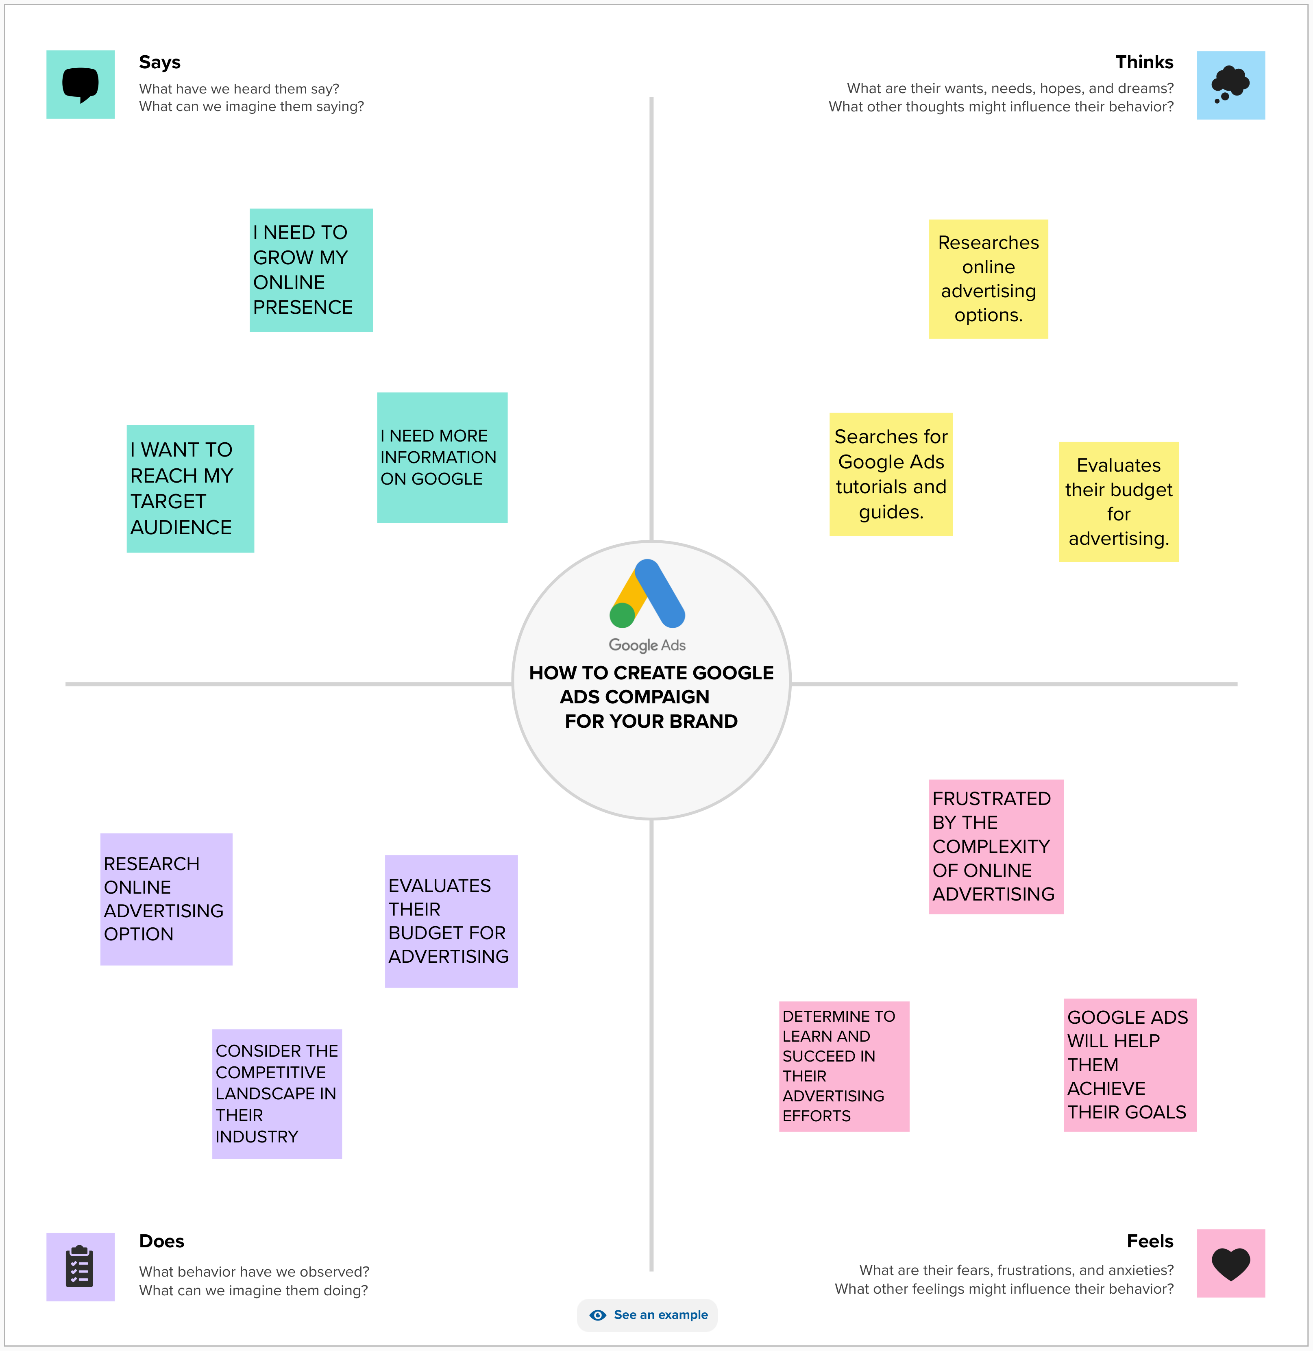 Says
What have we heard them say?
What can we imagine them saying?
Thinks
What are their wants, needs, hopes, and dreams?
What other thoughts might influence their behavior?
I NEED TO
GROW MY
ONLINE
PRESENCE
I WANT TO
REACH MY
TARGET
AUDIENCE
I NEED MORE
INFORMATION
ON GOOGLE
Researches
online
advertising
options.
Searches for
Google Ads
tutorials and
guides.
Evaluates
their budget
for
advertising.
Google Ads
HOW TO CREATE GOOGLE
ADS COMPAIGN
FOR YOUR BRAND
RESEARCH
ONLINE
ADVERTISING
OPTION
EVALUATES
THEIR
BUDGET FOR
ADVERTISING
CONSIDER THE
COMPETITIVE
LANDSCAPE IN
THEIR
INDUSTRY
FRUSTRATED
BY THE
COMPLEXITY
OF ONLINE
ADVERTISING
DETERMINE TO
LEARN AND
SUCCEED IN
THEIR
ADVERTISING
EFFORTS
GOOGLE ADS
WILL HELP
THEM
ACHIEVE
THEIR GOALS
Does
What behavior have we observed?
What can we imagine them doing?
Feels
What are their fears, frustrations, and anxieties?
What other feelings might influence their behavior?
See an example